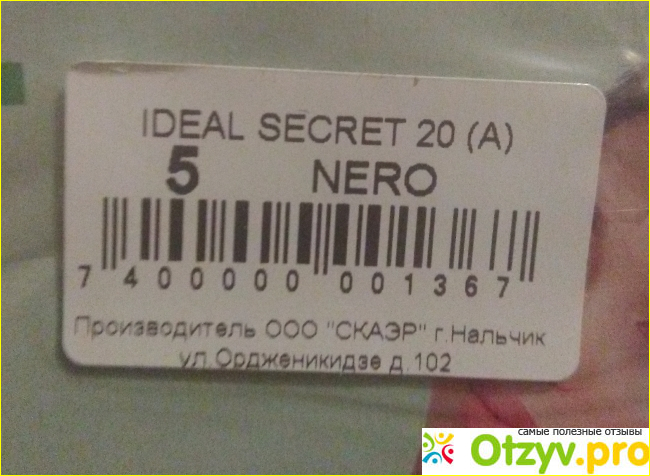 IDEAL SECRET 20 (A)
5 NERO
7 400000 001367
Производитель ООО "СКАЭР" г.Нальчик
ул.Ордженикидзе д.102
самые полезные отзывы
Otzyv.pro